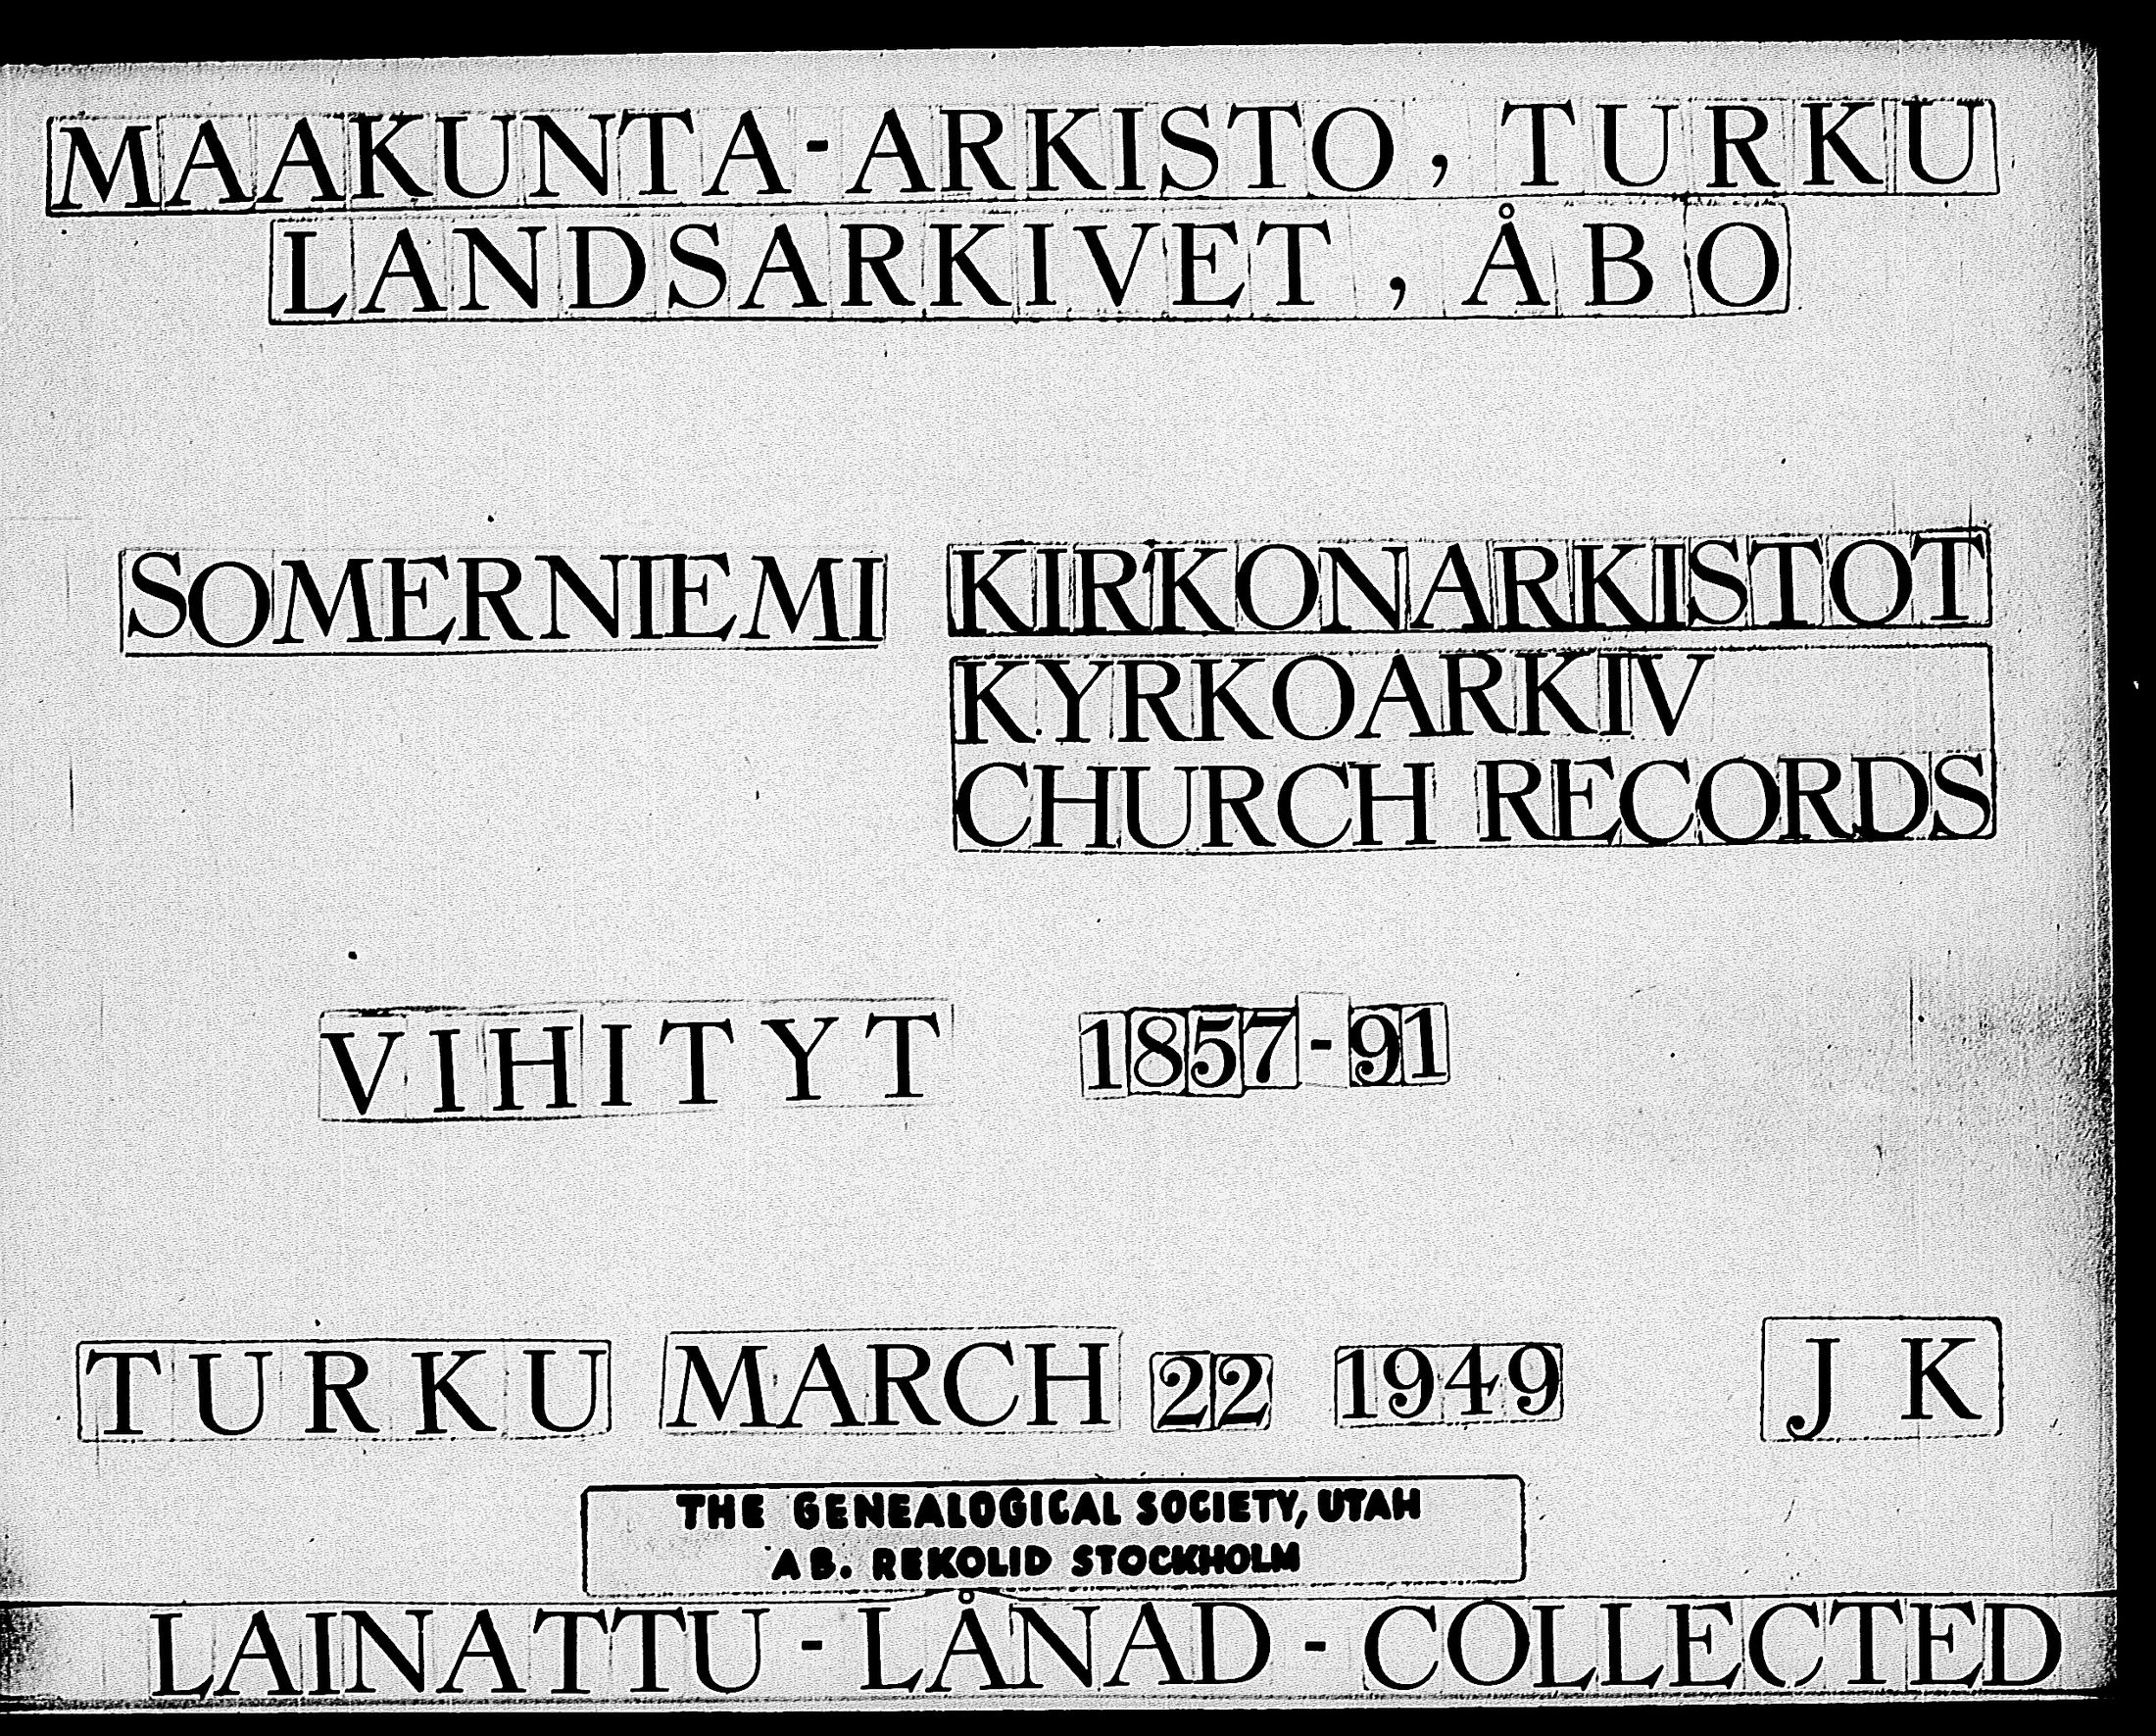 MAAKUNTA-ARKISTO, TURKU
LANDSARKIVET, ÅBO
SOMERNIEMI KIRKONARKISTOT
KYRKOARKIV
CHURCH RECORDS
VIHITYT 1857-91
TURKU MARCH 22 1949 JK
THE GENEALOGICAL SOCIETY, UTAH
AB. REKOLID STOCKHOLM
LAINATTU - LÅNAD - COLLECTED